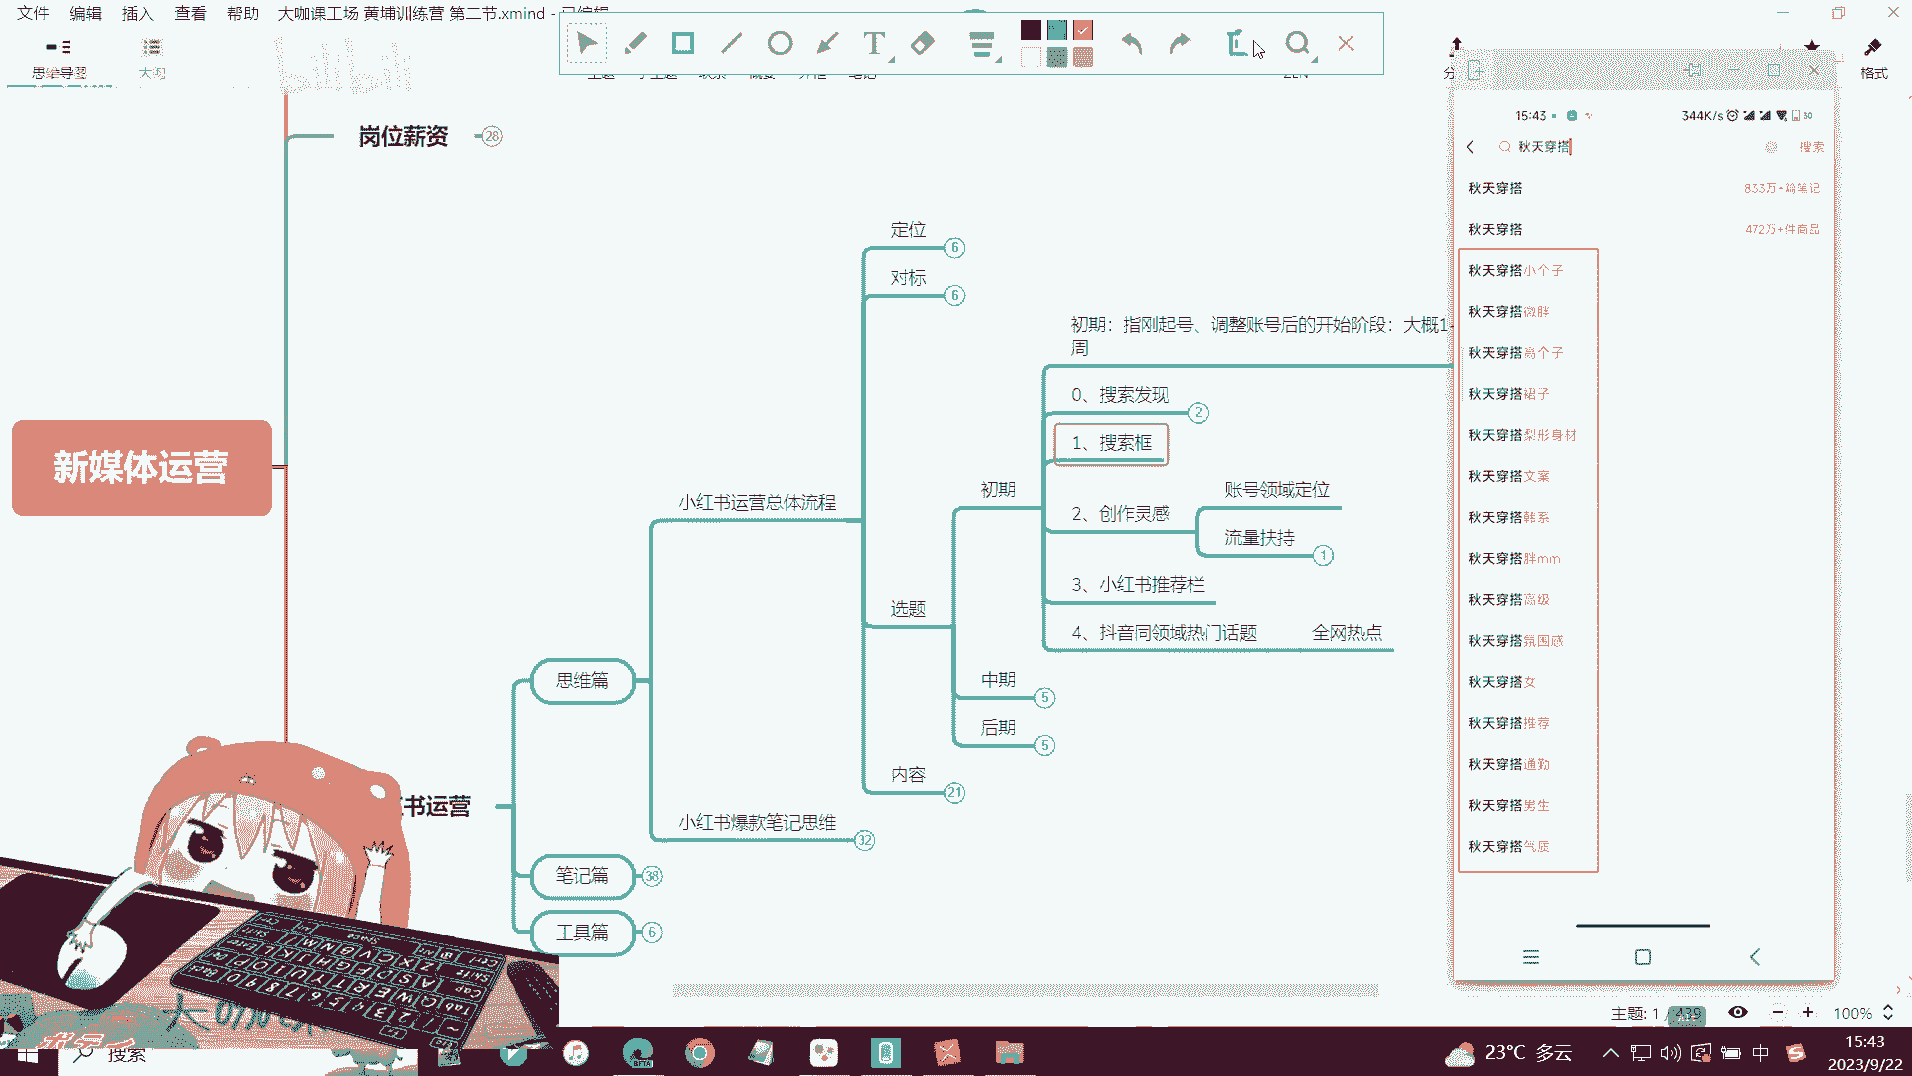 文件 编辑 插入 查看 帮助 大咖课工场 黄埔训练营 第二节.xmind - 已编辑
思维导图 大纲
bilibili
格式
岗位薪资 28
新媒体运营
书运营
思维篇
笔记篇 38
工具篇 6
小红书运营总体流程
小红书爆款笔记思维 32
定位 6
对标 6
选题
内容 21
初期
中期 5
后期 5
初期：指刚起号、调整账号后的开始阶段：大概1-
周
0、搜索发现 2
1、搜索框
2、创作灵感
账号领域定位
流量扶持 1
3、小红书推荐栏
4、抖音同领域热门话题 全网热点
15:43 344K/s 30
秋天穿搭 搜索
秋天穿搭 833万+篇笔记
秋天穿搭 472万+件商品
秋天穿搭小个子
秋天穿搭微胖
秋天穿搭高个子
秋天穿搭裙子
秋天穿搭梨形身材
秋天穿搭文案
秋天穿搭韩系
秋天穿搭胖mm
秋天穿搭高级
秋天穿搭氛围感
秋天穿搭女
秋天穿搭推荐
秋天穿搭通勤
秋天穿搭男生
秋天穿搭气质
主题: 1 / 439 100%
搜索
23°C 多云 中
15:43
2023/9/22